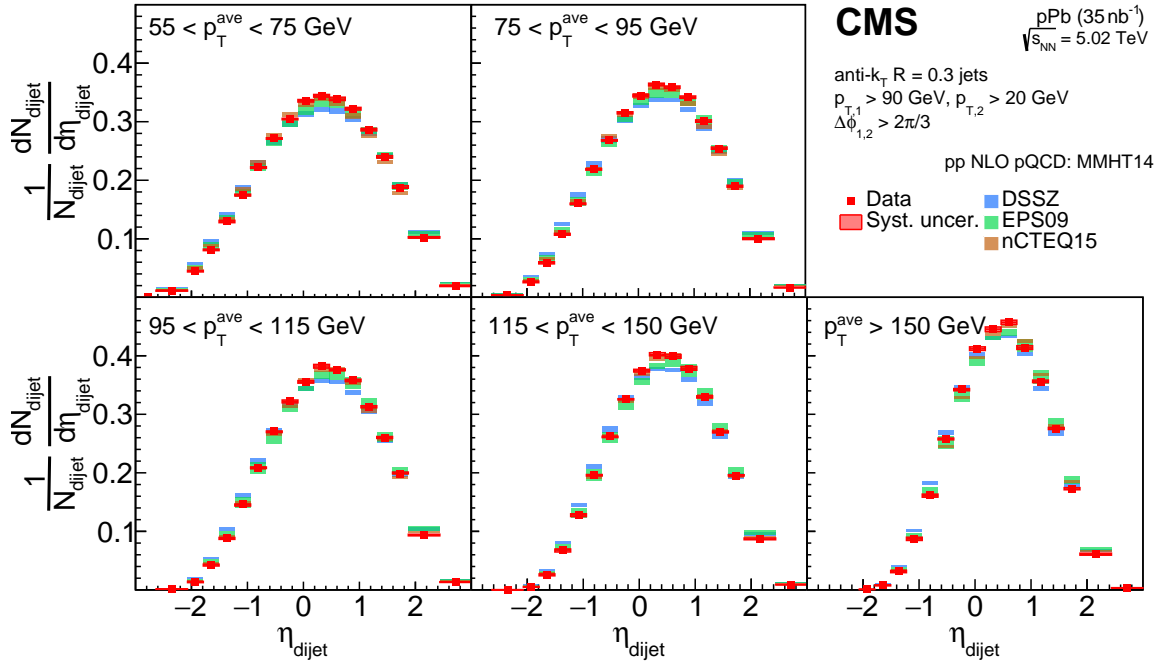 55 < p_T^ave < 75 GeV
75 < p_T^ave < 95 GeV
CMS
pPb (35 nb⁻¹)
√s_NN = 5.02 TeV
anti-k_T R = 0.3 jets
p_T,1 > 90 GeV, p_T,2 > 20 GeV
Δϕ_1,2 > 2π/3
pp NLO pQCD: MMHT14
Data
Syst. uncer.
DSSZ
EPS09
nCTEQ15
1/N_dijet dN_dijet/dη_dijet
0.4
0.3
0.2
0.1
95 < p_T^ave < 115 GeV
115 < p_T^ave < 150 GeV
p_T^ave > 150 GeV
1/N_dijet dN_dijet/dη_dijet
0.4
0.3
0.2
0.1
−2 −1 0 1 2
−2 −1 0 1 2
−2 −1 0 1 2
η_dijet
η_dijet
η_dijet